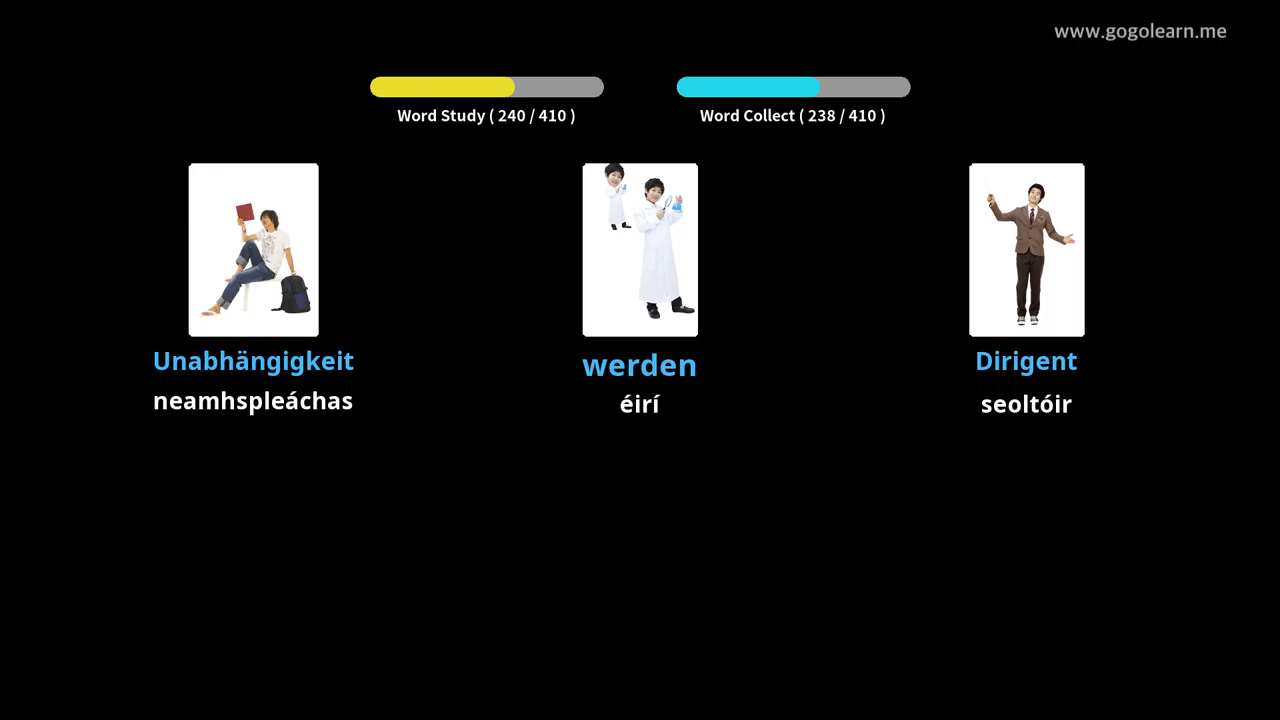 www.gogolearn.me
Word Study ( 240 / 410 )
Word Collect ( 238 / 410 )
Unabhängigkeit
neamhspleáchas
werden
éirí
Dirigent
seoltóir